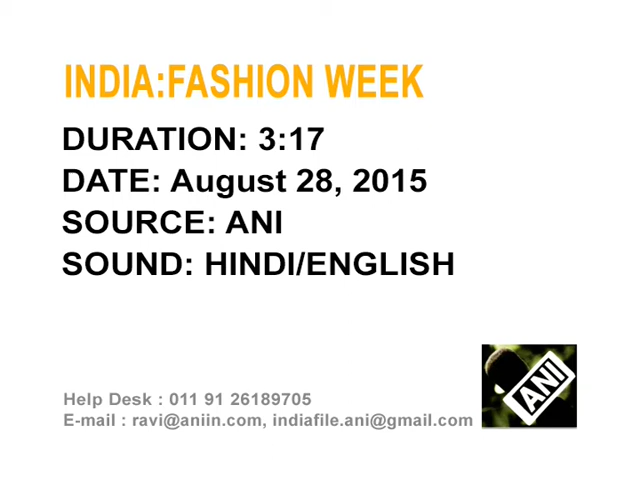 INDIA:FASHION WEEK
DURATION: 3:17
DATE: August 28, 2015
SOURCE: ANI
SOUND: HINDI/ENGLISH
Help Desk : 011 91 26189705
E-mail : ravi@aniin.com, indiafile.ani@gmail.com
ANI